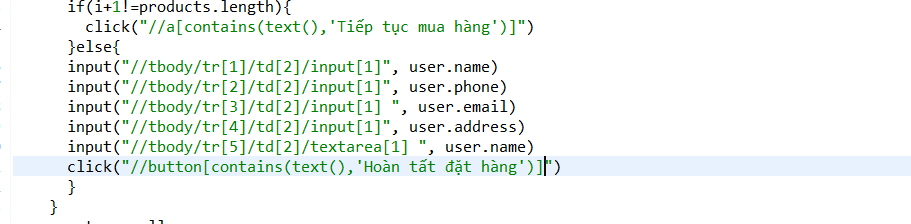 if(i+1!=products.length){
click("//a[contains(text(),'Tiếp tục mua hàng')]")
}else{
input("//tbody/tr[1]/td[2]/input[1]", user.name)
input("//tbody/tr[2]/td[2]/input[1]", user.phone)
input("//tbody/tr[3]/td[2]/input[1] ", user.email)
input("//tbody/tr[4]/td[2]/input[1]", user.address)
input("//tbody/tr[5]/td[2]/textarea[1] ", user.name)
click("//button[contains(text(),'Hoàn tất đặt hàng')]")
}
}